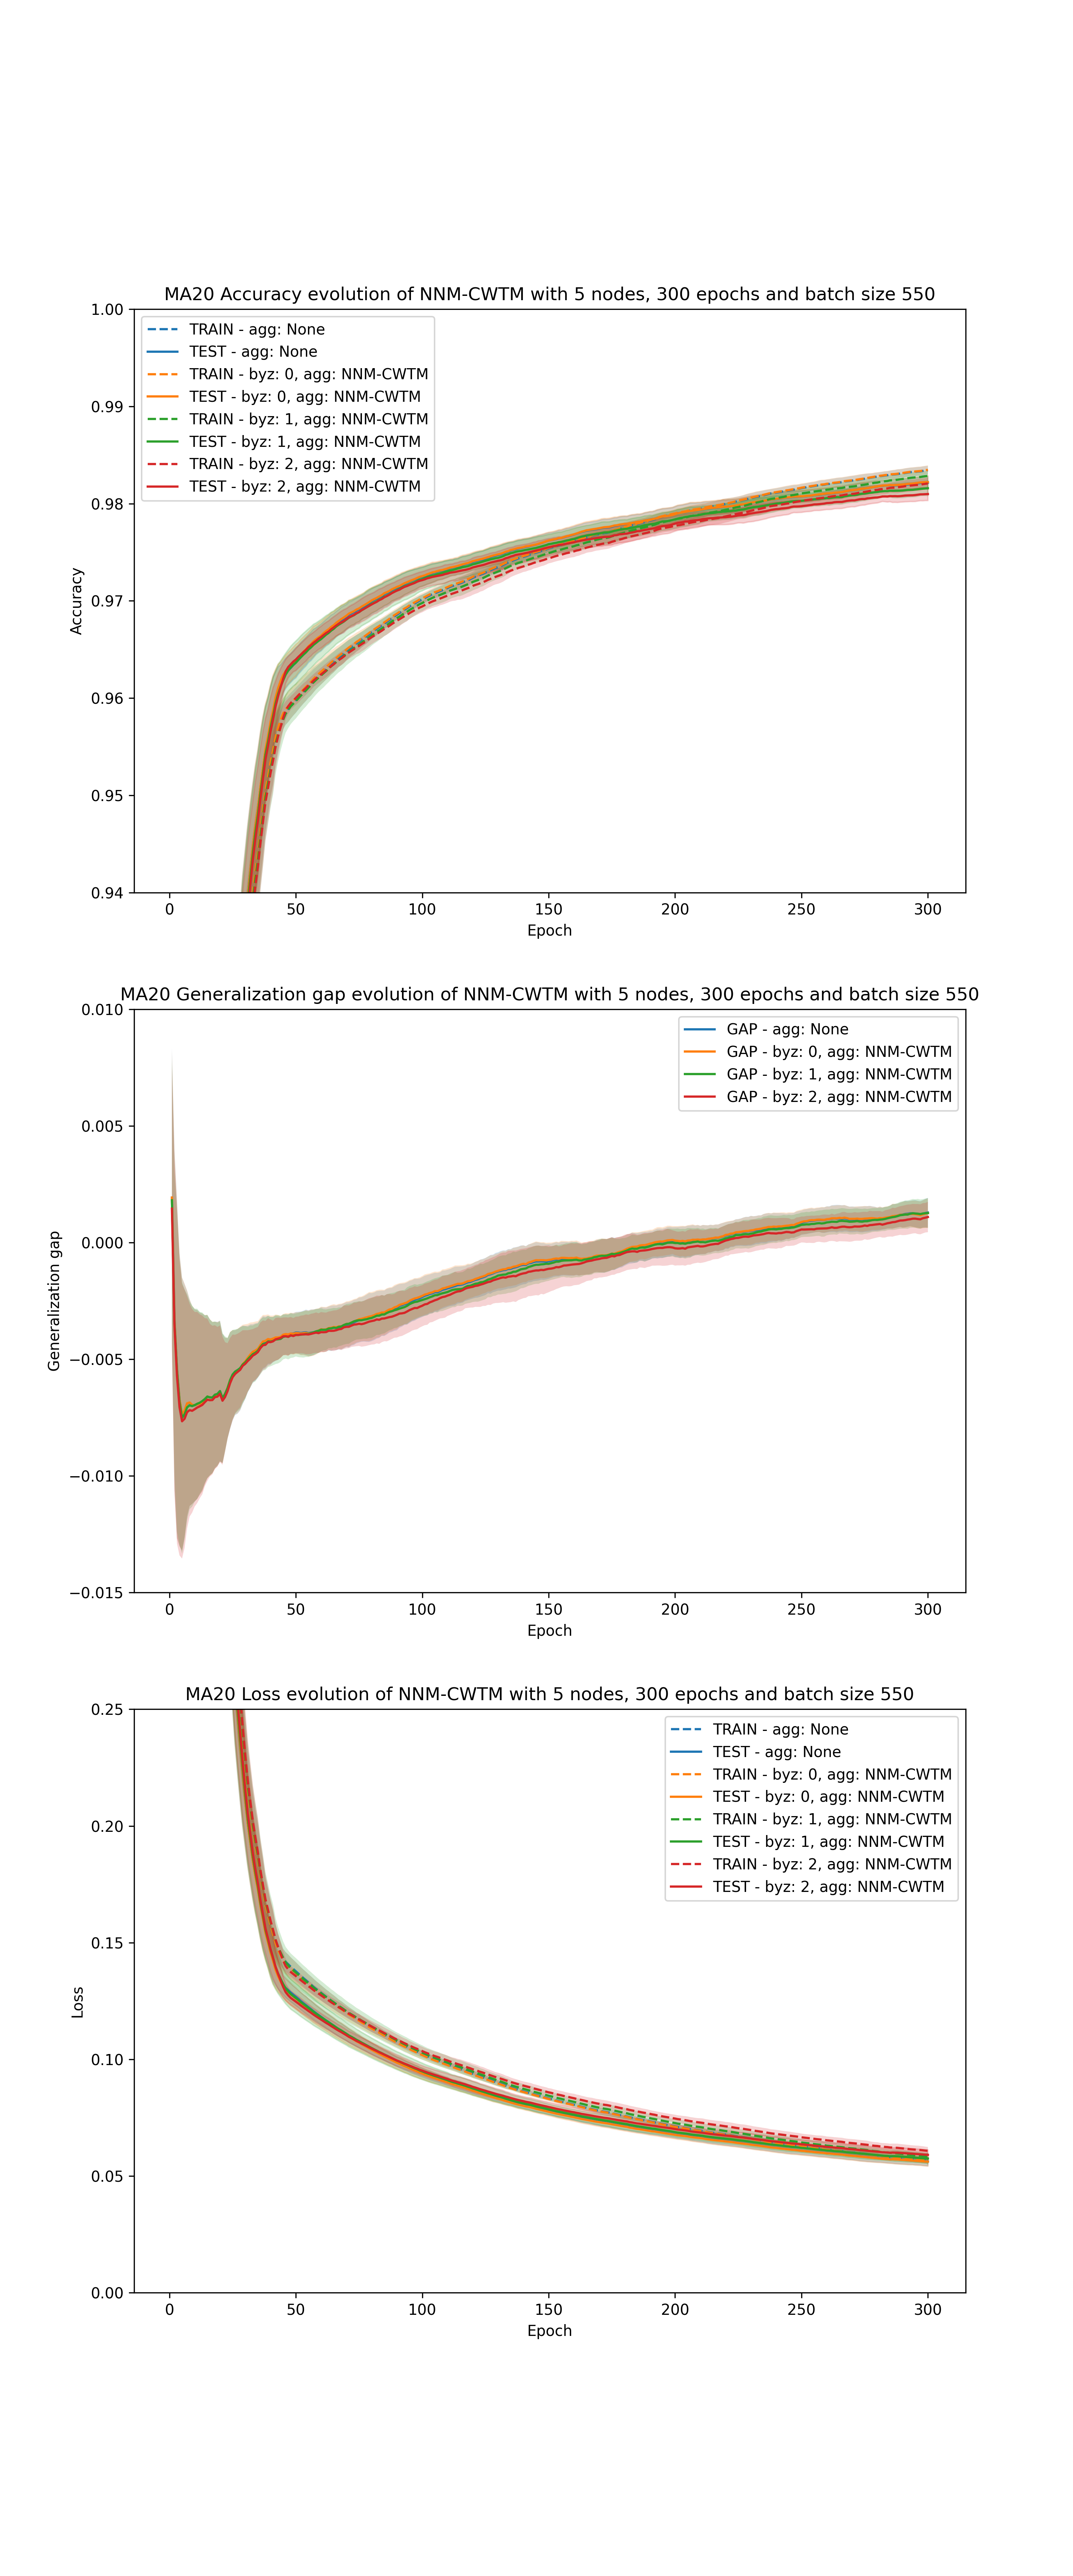 MA20 Accuracy evolution of NNM-CWTM with 5 nodes, 300 epochs and batch size 550
1.00
0.99
0.98
0.97
0.96
0.95
0.94
Accuracy
TRAIN - agg: None
TEST - agg: None
TRAIN - byz: 0, agg: NNM-CWTM
TEST - byz: 0, agg: NNM-CWTM
TRAIN - byz: 1, agg: NNM-CWTM
TEST - byz: 1, agg: NNM-CWTM
TRAIN - byz: 2, agg: NNM-CWTM
TEST - byz: 2, agg: NNM-CWTM
0 50 100 150 200 250 300
Epoch
MA20 Generalization gap evolution of NNM-CWTM with 5 nodes, 300 epochs and batch size 550
0.010
0.005
0.000
−0.005
−0.010
−0.015
Generalization gap
GAP - agg: None
GAP - byz: 0, agg: NNM-CWTM
GAP - byz: 1, agg: NNM-CWTM
GAP - byz: 2, agg: NNM-CWTM
0 50 100 150 200 250 300
Epoch
MA20 Loss evolution of NNM-CWTM with 5 nodes, 300 epochs and batch size 550
0.25
0.20
0.15
0.10
0.05
0.00
Loss
TRAIN - agg: None
TEST - agg: None
TRAIN - byz: 0, agg: NNM-CWTM
TEST - byz: 0, agg: NNM-CWTM
TRAIN - byz: 1, agg: NNM-CWTM
TEST - byz: 1, agg: NNM-CWTM
TRAIN - byz: 2, agg: NNM-CWTM
TEST - byz: 2, agg: NNM-CWTM
0 50 100 150 200 250 300
Epoch